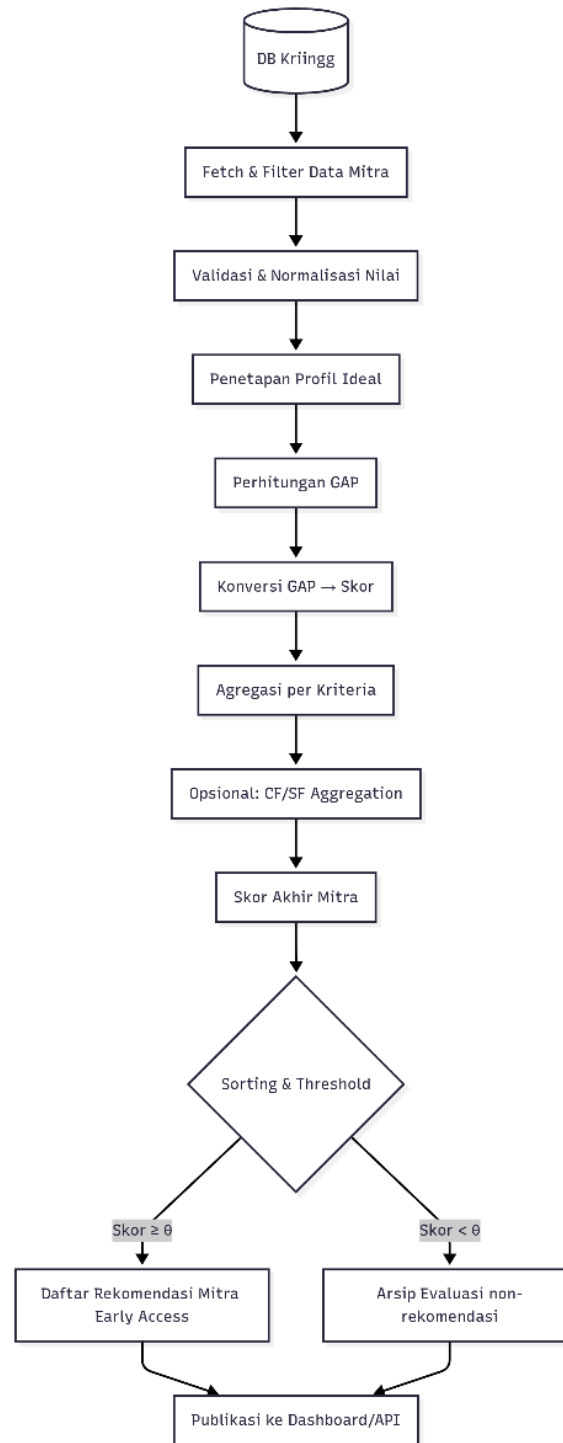 DB Kriingg
Fetch & Filter Data Mitra
Validasi & Normalisasi Nilai
Penetapan Profil Ideal
Perhitungan GAP
Konversi GAP → Skor
Agregasi per Kriteria
Opsional: CF/SF Aggregation
Skor Akhir Mitra
Sorting & Threshold
Skor ≥ θ
Skor < θ
Daftar Rekomendasi Mitra
Early Access
Arsip Evaluasi non-
rekomendasi
Publikasi ke Dashboard/API